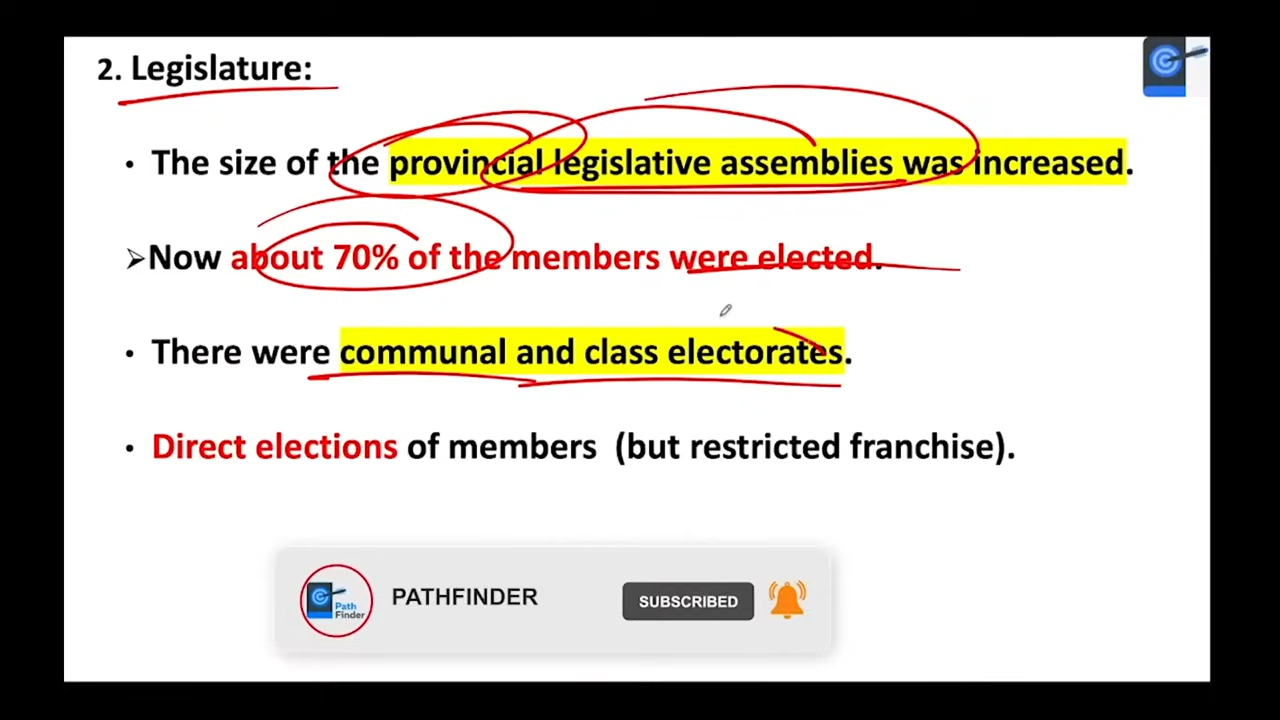 2. Legislature:
• The size of the provincial legislative assemblies was increased.
➢Now about 70% of the members were elected.
• There were communal and class electorates.
• Direct elections of members (but restricted franchise).
Path
Finder
PATHFINDER
SUBSCRIBED